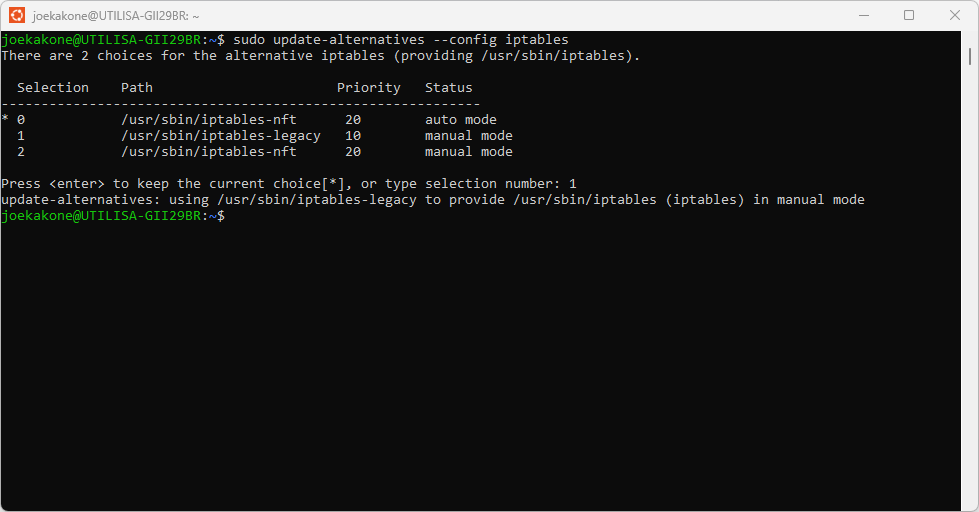 joekakone@UTILISA-GII29BR: ~
joekakone@UTILISA-GII29BR:~$ sudo update-alternatives --config iptables
There are 2 choices for the alternative iptables (providing /usr/sbin/iptables).
  Selection    Path                       Priority   Status
------------------------------------------------------------
* 0            /usr/sbin/iptables-nft      20        auto mode
  1            /usr/sbin/iptables-legacy   10        manual mode
  2            /usr/sbin/iptables-nft      20        manual mode
Press <enter> to keep the current choice[*], or type selection number: 1
update-alternatives: using /usr/sbin/iptables-legacy to provide /usr/sbin/iptables (iptables) in manual mode
joekakone@UTILISA-GII29BR:~$